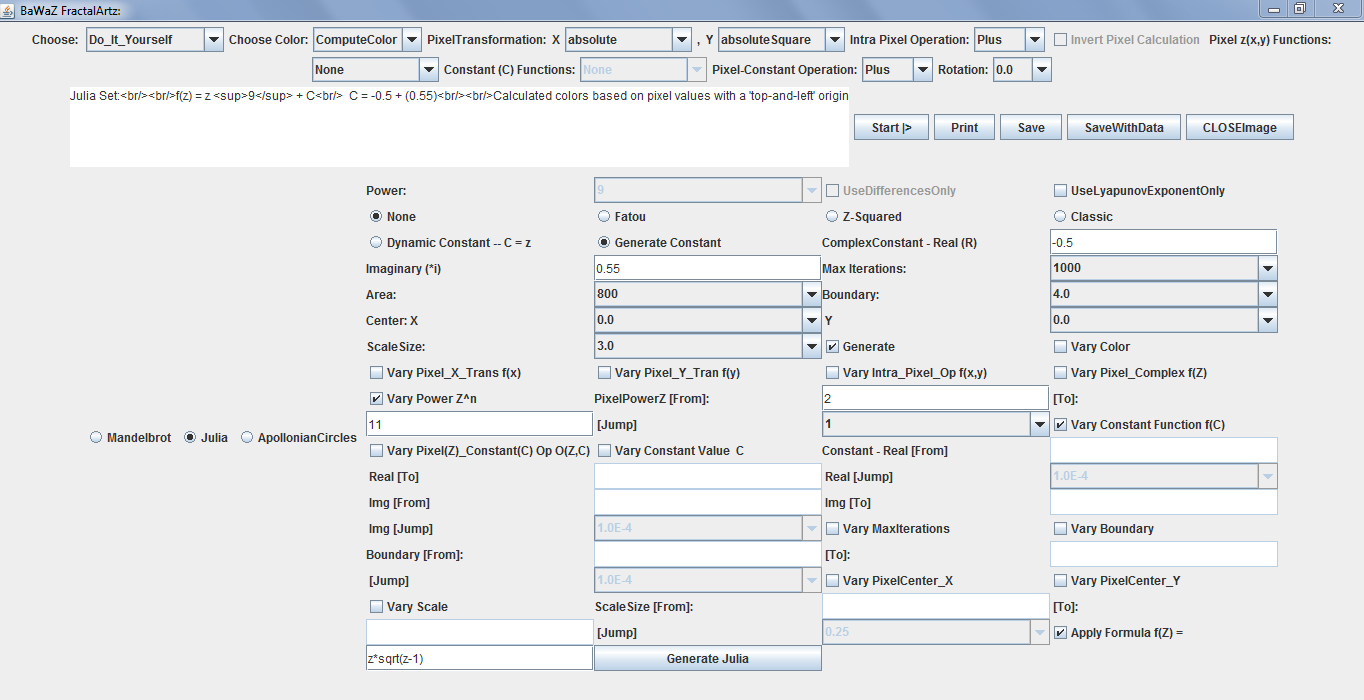 BaWaZ FractalArtz:
Choose: Do_It_Yourself Choose Color: ComputeColor PixelTransformation: X absolute , Y absoluteSquare Intra Pixel Operation: Plus Invert Pixel Calculation Pixel z(x,y) Functions:
None Constant (C) Functions: None Pixel-Constant Operation: Plus Rotation: 0.0
Julia Set:<br/><br/>f(z) = z <sup>9</sup> + C<br/> C = -0.5 + (0.55)<br/><br/>Calculated colors based on pixel values with a 'top-and-left' origin
Start |> Print Save SaveWithData CLOSEImage
Power: 9 UseDifferencesOnly UseLyapunovExponentOnly
None Fatou Z-Squared Classic
Dynamic Constant -- C = z Generate Constant ComplexConstant - Real (R) -0.5
Imaginary (*i) 0.55 Max Iterations: 1000
Area: 800 Boundary: 4.0
Center: X 0.0 Y 0.0
ScaleSize: 3.0 Generate Vary Color
Vary Pixel_X_Trans f(x) Vary Pixel_Y_Tran f(y) Vary Intra_Pixel_Op f(x,y) Vary Pixel_Complex f(Z)
Vary Power Z^n PixelPowerZ [From]: 2 [To]:
11 [Jump] 1 Vary Constant Function f(C)
Mandelbrot Julia ApollonianCircles
Vary Pixel(Z)_Constant(C) Op O(Z,C) Vary Constant Value C Constant - Real [From]
Real [To] Real [Jump] 1.0E-4
Img [From] Img [To]
Img [Jump] 1.0E-4 Vary MaxIterations Vary Boundary
Boundary [From]: [To]:
[Jump] 1.0E-4 Vary PixelCenter_X Vary PixelCenter_Y
Vary Scale ScaleSize [From]: [To]:
[Jump] 0.25 Apply Formula f(Z) =
z*sqrt(z-1) Generate Julia